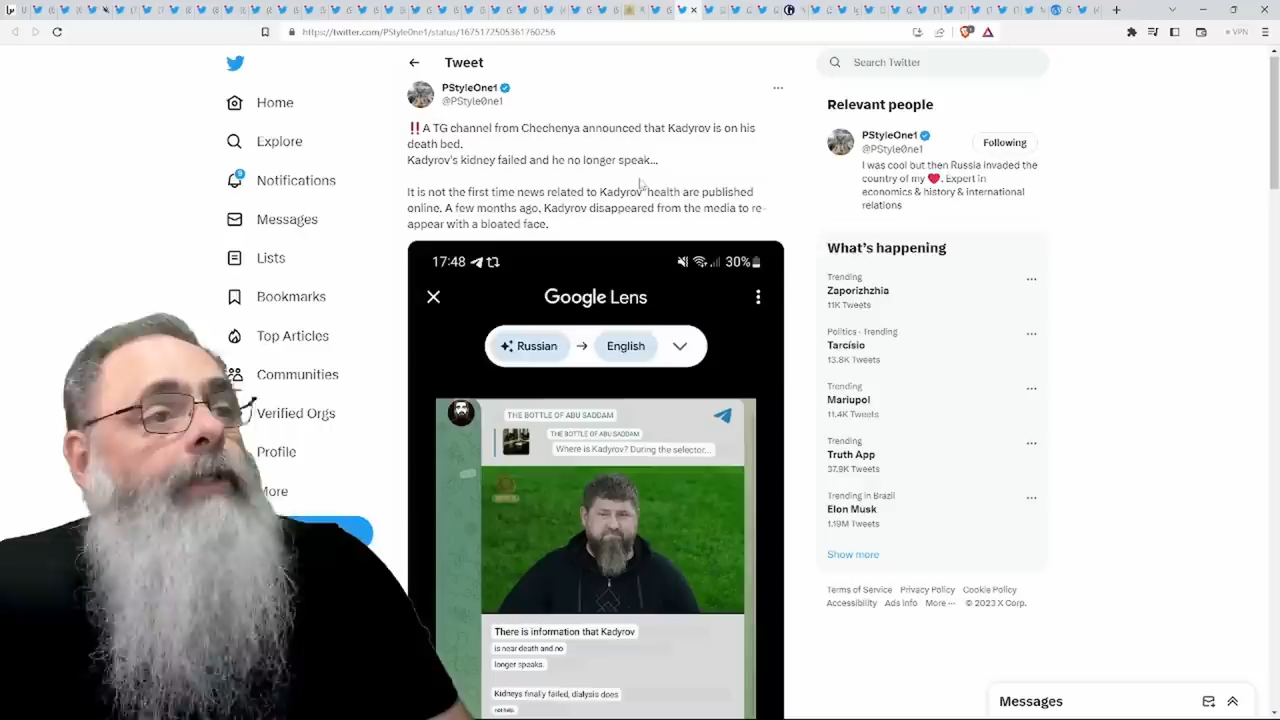 https://twitter.com/PStyle0ne1/status/1675172505361760256
VPN
Home
Explore
9
Notifications
Messages
Lists
Bookmarks
Top Articles
Communities
Verified Orgs
Profile
More
Tweet
PStyleOne1
@PStyle0ne1
‼️A TG channel from Chechenya announced that Kadyrov is on his
death bed.
Kadyrov's kidney failed and he no longer speak...
It is not the first time news related to Kadyrov health are published
online. A few months ago, Kadyrov disappeared from the media to re-
appear with a bloated face.
17:48
30%
Google Lens
Russian → English
THE BOTTLE OF ABU SADDAM
THE BOTTLE OF ABU SADDAM
Where is Kadyrov? During the selector...
There is information that Kadyrov
is near death and no
longer speaks.
Kidneys finally failed, dialysis does
not help.
Search Twitter
Relevant people
PStyleOne1
@PStyle0ne1
Following
I was cool but then Russia invaded the
country of my ❤️. Expert in
economics & history & international
relations
What's happening
Trending
Zaporizhzhia
11K Tweets
Politics · Trending
Tarcísio
13.8K Tweets
Trending
Mariupol
11.4K Tweets
Trending
Truth App
37.9K Tweets
Trending in Brazil
Elon Musk
1.19M Tweets
Show more
Terms of Service Privacy Policy Cookie Policy
Accessibility Ads info More ··· © 2023 X Corp.
Messages